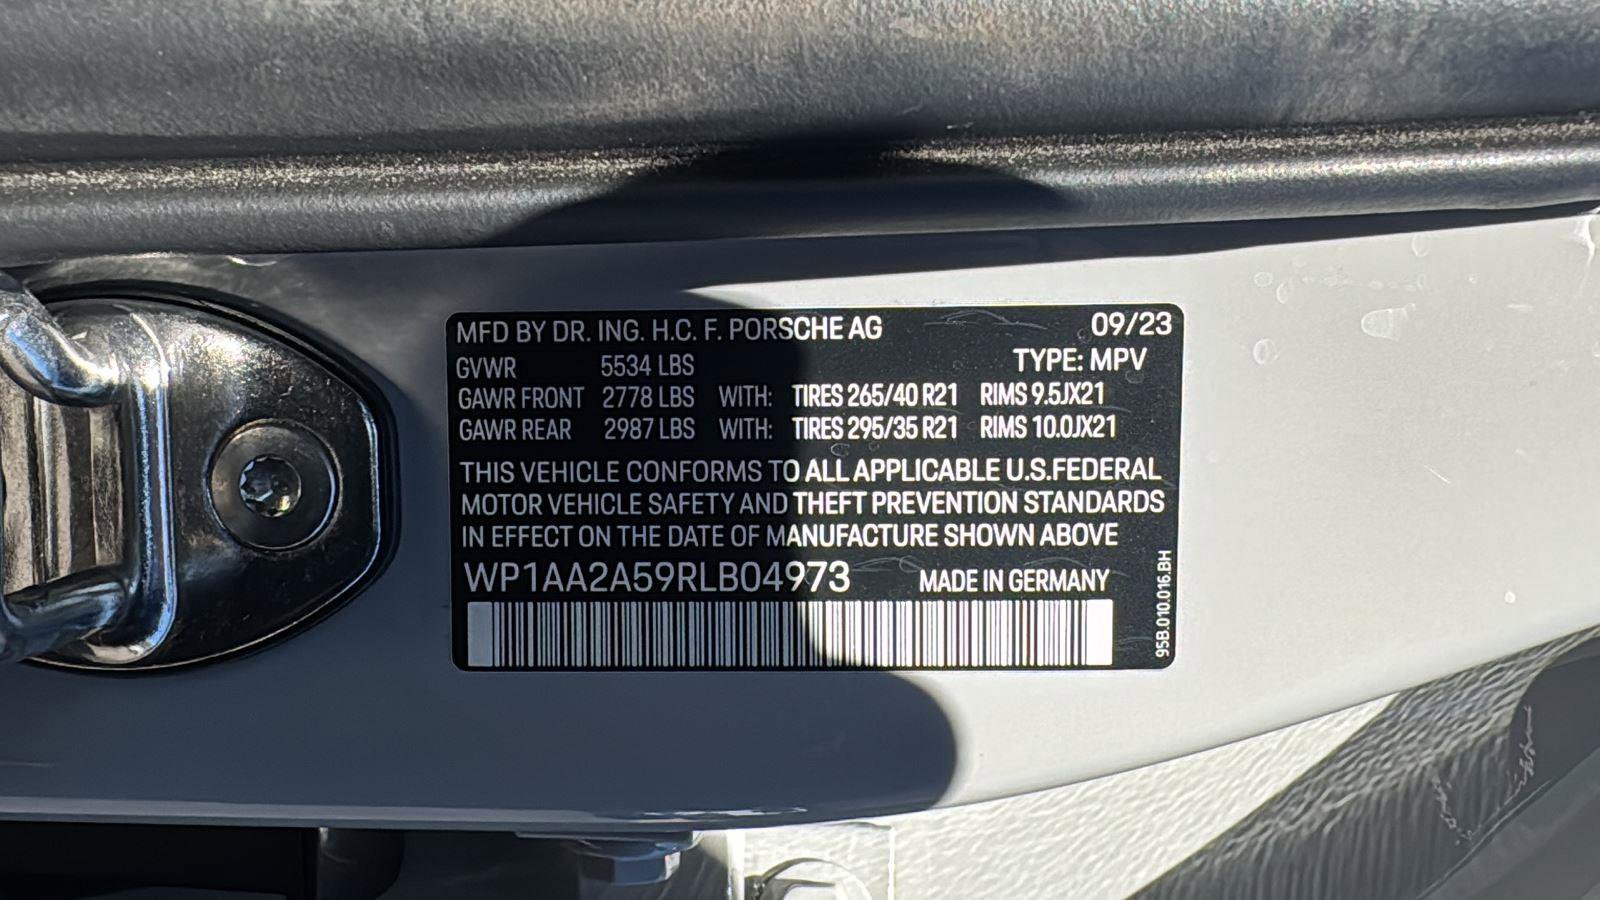 MFD BY DR. ING. H.C. F. PORSCHE AG 09/23
GVWR 5534 LBS TYPE: MPV
GAWR FRONT 2778 LBS WITH: TIRES 265/40 R21 RIMS 9.5JX21
GAWR REAR 2987 LBS WITH: TIRES 295/35 R21 RIMS 10.0JX21
THIS VEHICLE CONFORMS TO ALL APPLICABLE U.S.FEDERAL
MOTOR VEHICLE SAFETY AND THEFT PREVENTION STANDARDS
IN EFFECT ON THE DATE OF MANUFACTURE SHOWN ABOVE
WP1AA2A59RLB04973 MADE IN GERMANY
95B.010.016.BH